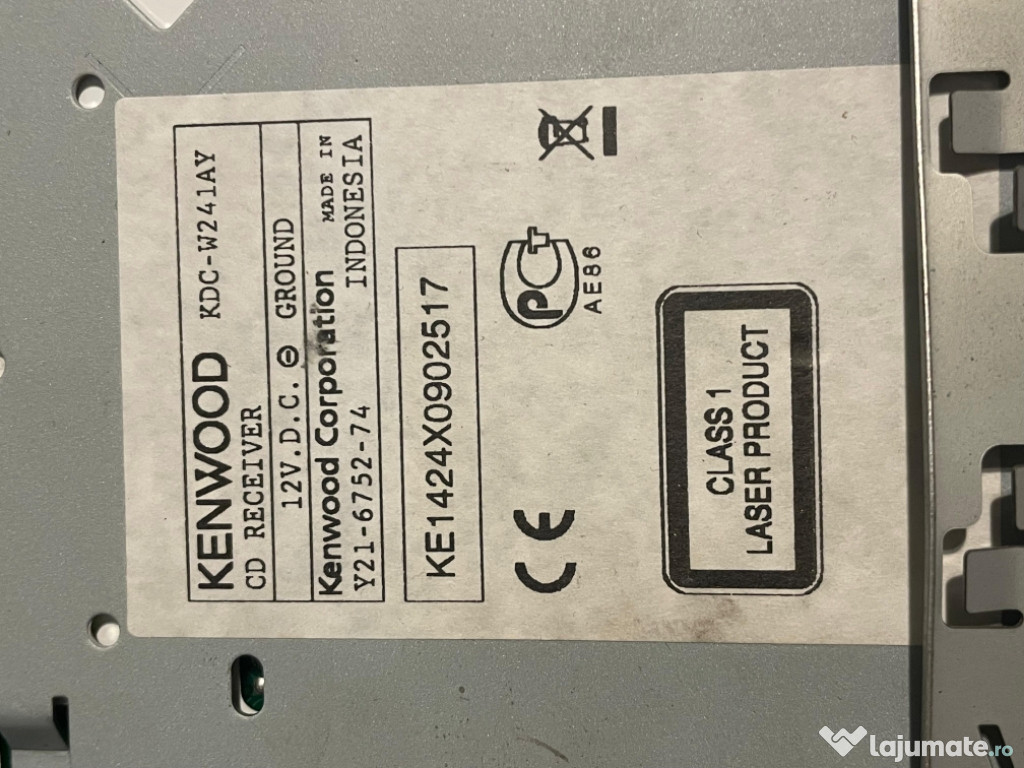 KENWOOD KDC-W241AY
CD RECEIVER
12V.D.C. ⊖ GROUND
Kenwood Corporation MADE IN
Y21-6752-74 INDONESIA
KE1424X0902517
CE
PCT
AE86
CLASS 1
LASER PRODUCT
lajumate.ro